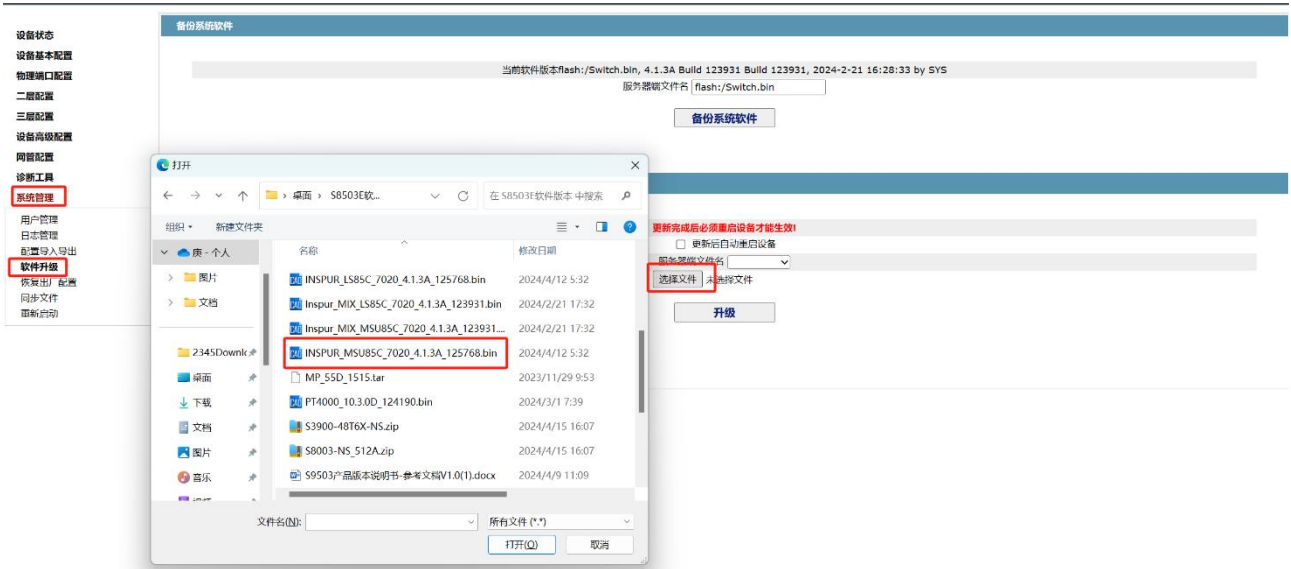 设备状态
设备基本配置
物理端口配置
二层配置
三层配置
设备高级配置
网管配置
诊断工具
系统管理
用户管理
日志管理
配置导入导出
软件升级
恢复出厂配置
同步文件
重新启动
备份系统软件
当前软件版本flash:/Switch.bin, 4.1.3A Build 123931 Build 123931, 2024-2-21 16:28:33 by SYS
服务器端文件名 flash:/Switch.bin
备份系统软件
更新完成后必须重启设备才能生效!
更新后自动重启设备
服务器端文件名
选择文件 未选择文件
升级
打开
桌面 › S8503E软...
在 S8503E软件版本 中搜索
组织 新建文件夹
庚 - 个人
图片
文档
2345Downlc
桌面
下载
文档
图片
音乐
名称 修改日期
INSPUR_LS85C_7020_4.1.3A_125768.bin 2024/4/12 5:32
Inspur_MIX_LS85C_7020_4.1.3A_123931.bin 2024/2/21 17:32
Inspur_MIX_MSU85C_7020_4.1.3A_123931.... 2024/2/21 17:32
INSPUR_MSU85C_7020_4.1.3A_125768.bin 2024/4/12 5:32
MP_55D_1515.tar 2023/11/29 9:53
PT4000_10.3.0D_124190.bin 2024/3/1 7:39
S3900-48T6X-NS.zip 2024/4/15 16:07
S8003-NS_512A.zip 2024/4/15 16:07
S9503产品版本说明书-参考文档V1.0(1).docx 2024/4/9 11:09
文件名(N): 所有文件 (*.*)
打开(O) 取消